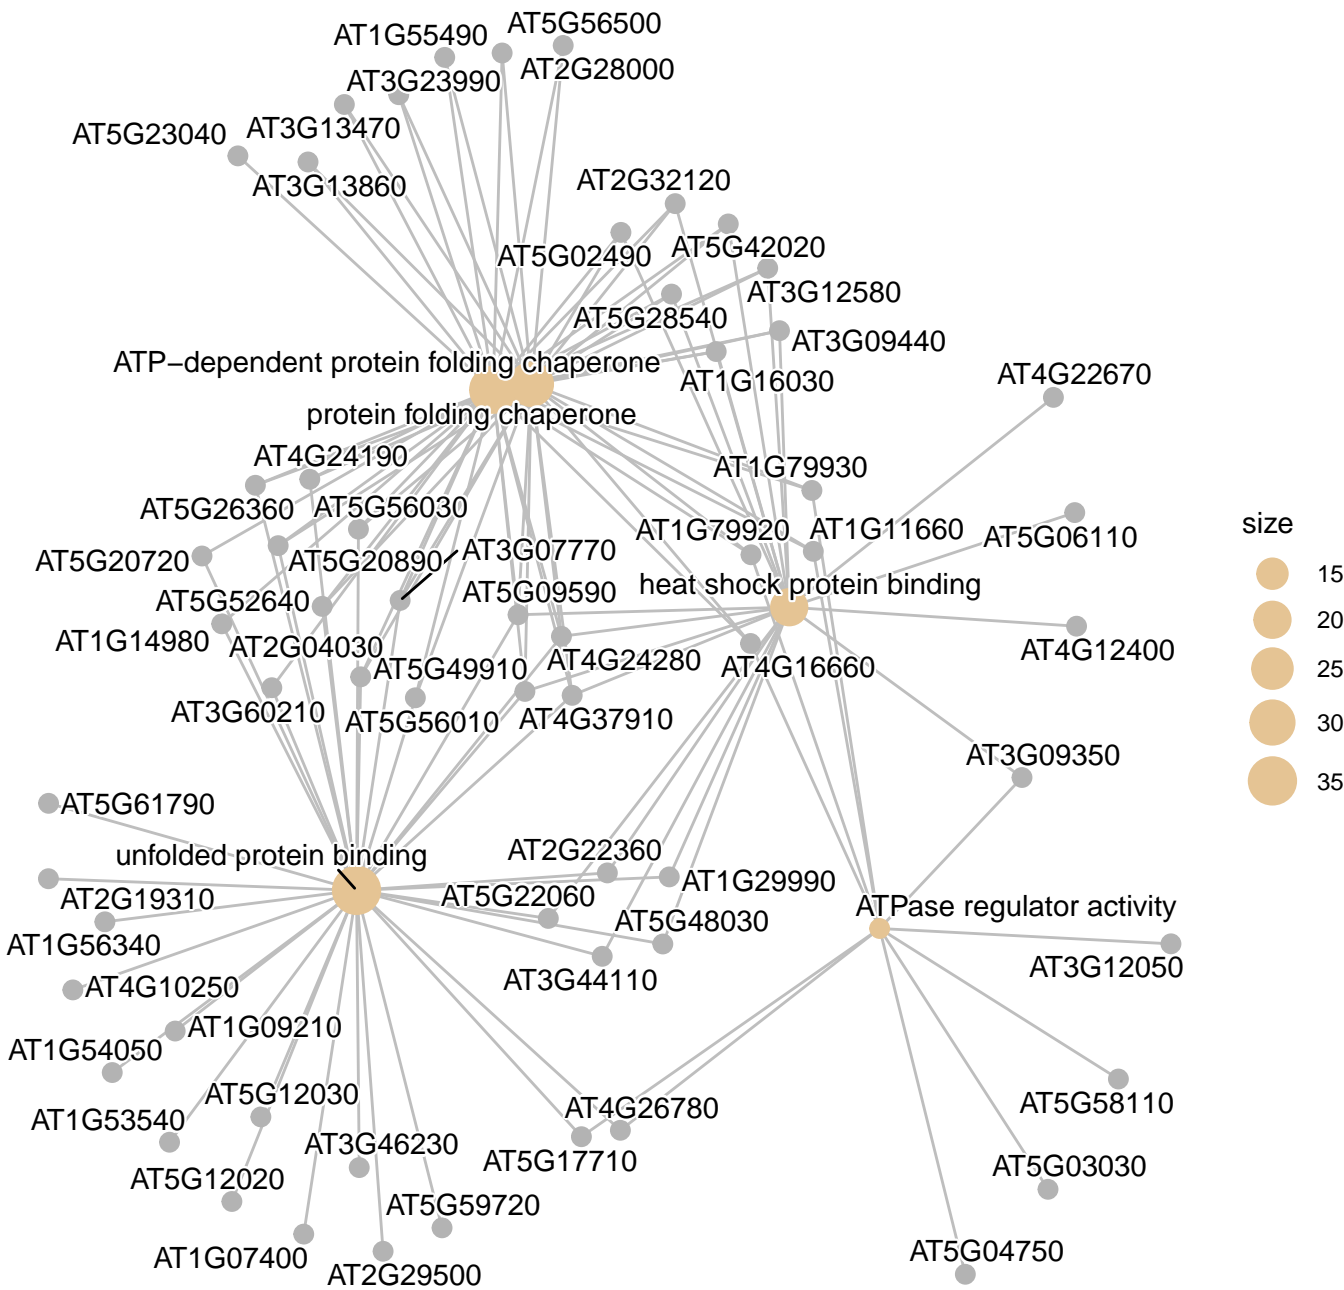 AT5G56500
AT1G55490
AT2G28000
AT3G23990
AT5G23040
AT3G13470
AT3G13860
AT2G32120
AT5G02490
AT5G42020
AT3G12580
AT5G28540
AT3G09440
ATP–dependent protein folding chaperone
AT1G16030
AT4G22670
protein folding chaperone
AT4G24190
AT1G79930
AT5G26360
AT5G56030
size
AT1G79920
AT1G11660
AT5G06110
AT3G07770
AT5G20720
AT5G20890
15
heat shock protein binding
AT5G09590
AT5G52640
20
AT1G14980
AT2G04030
AT4G12400
AT4G24280
AT5G49910
AT4G16660
25
AT3G60210
AT5G56010
AT4G37910
30
AT3G09350
35
AT5G61790
AT2G22360
unfolded protein binding
AT1G29990
AT5G22060
AT2G19310
ATPase regulator activity
AT5G48030
AT1G56340
AT3G12050
AT3G44110
AT4G10250
AT1G09210
AT1G54050
AT5G12030
AT5G58110
AT4G26780
AT1G53540
AT3G46230
AT5G17710
AT5G03030
AT5G12020
AT5G59720
AT5G04750
AT1G07400
AT2G29500